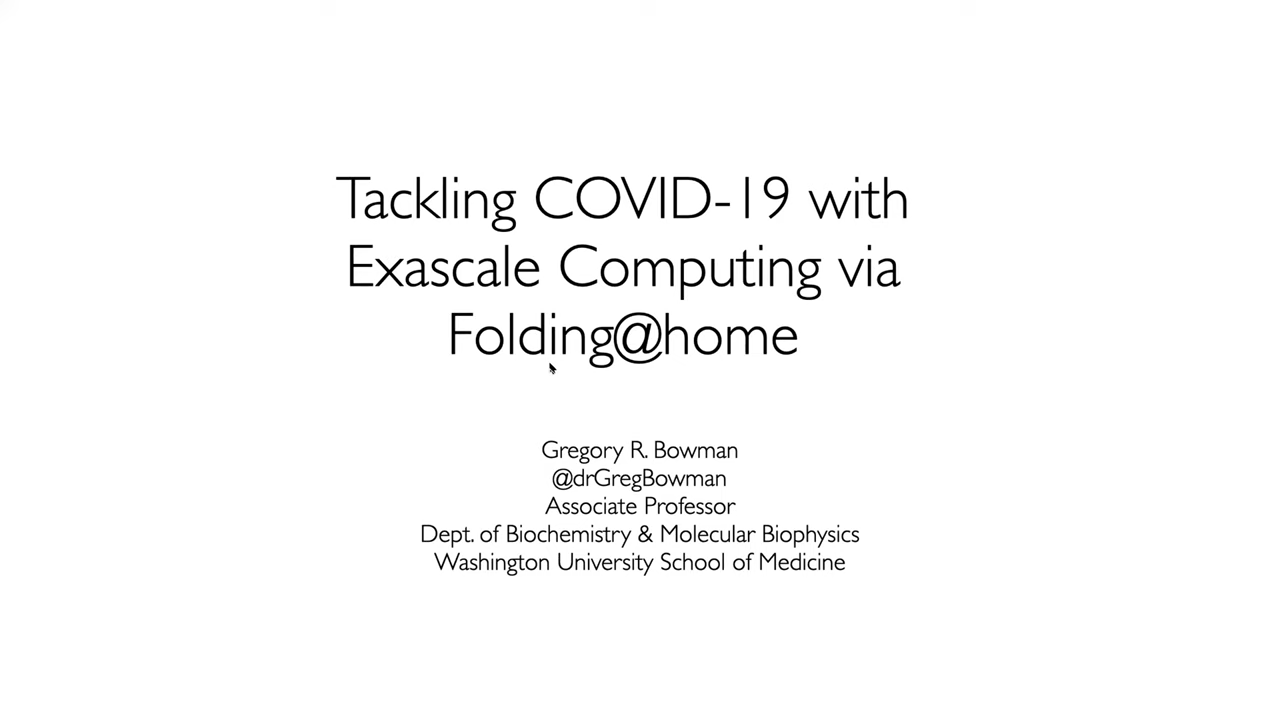 Tackling COVID-19 with
Exascale Computing via
Folding@home
Gregory R. Bowman
@drGregBowman
Associate Professor
Dept. of Biochemistry & Molecular Biophysics
Washington University School of Medicine